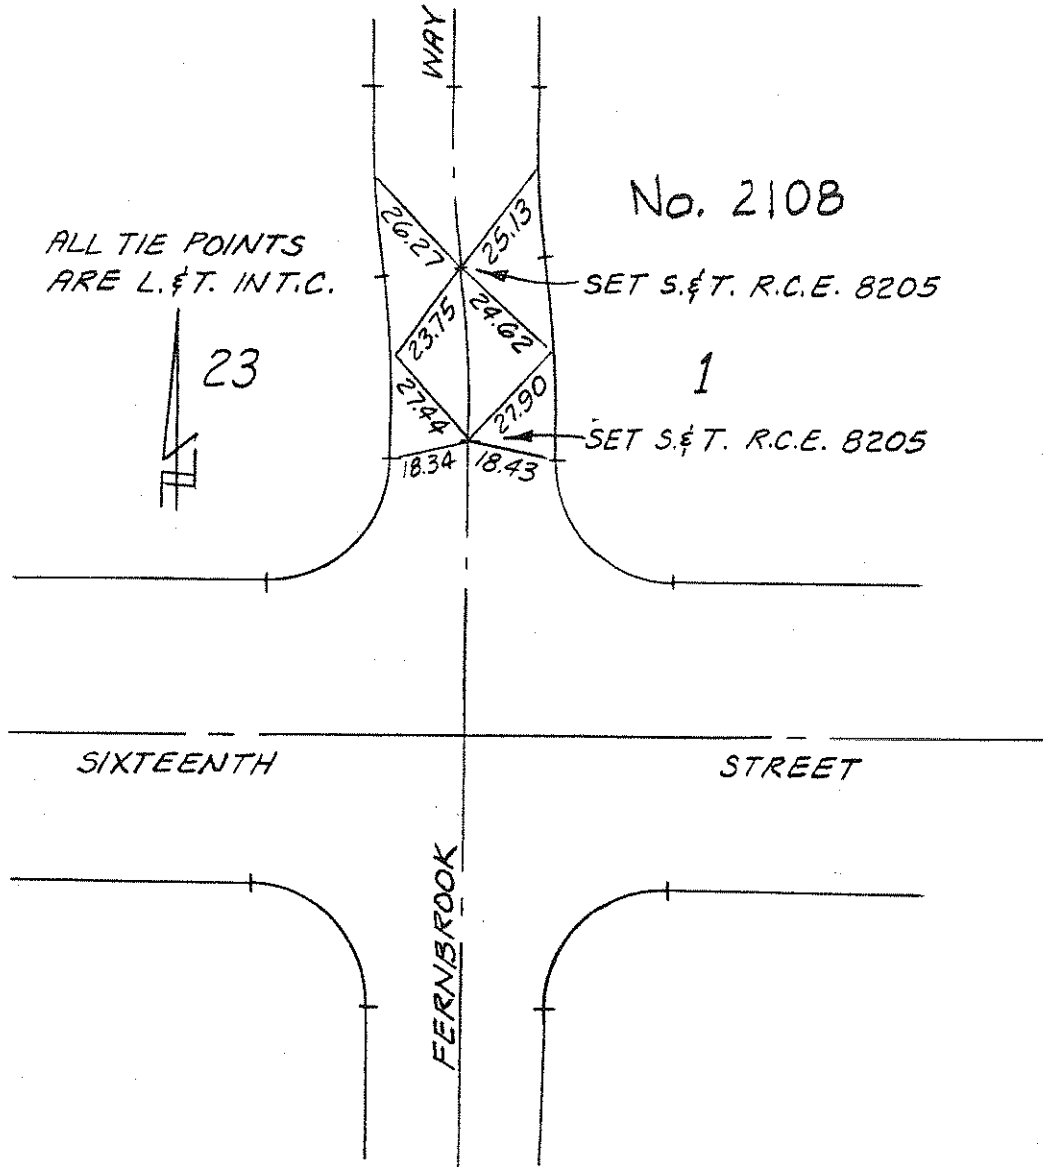 WAY
No. 2108
ALL TIE POINTS
ARE L.&T. IN T.C.
26.27
25.13
SET S.&T. R.C.E. 8205
23.75
24.62
23
1
27.44
27.90
SET S.&T. R.C.E. 8205
18.34
18.43
SIXTEENTH
STREET
FERNBROOK